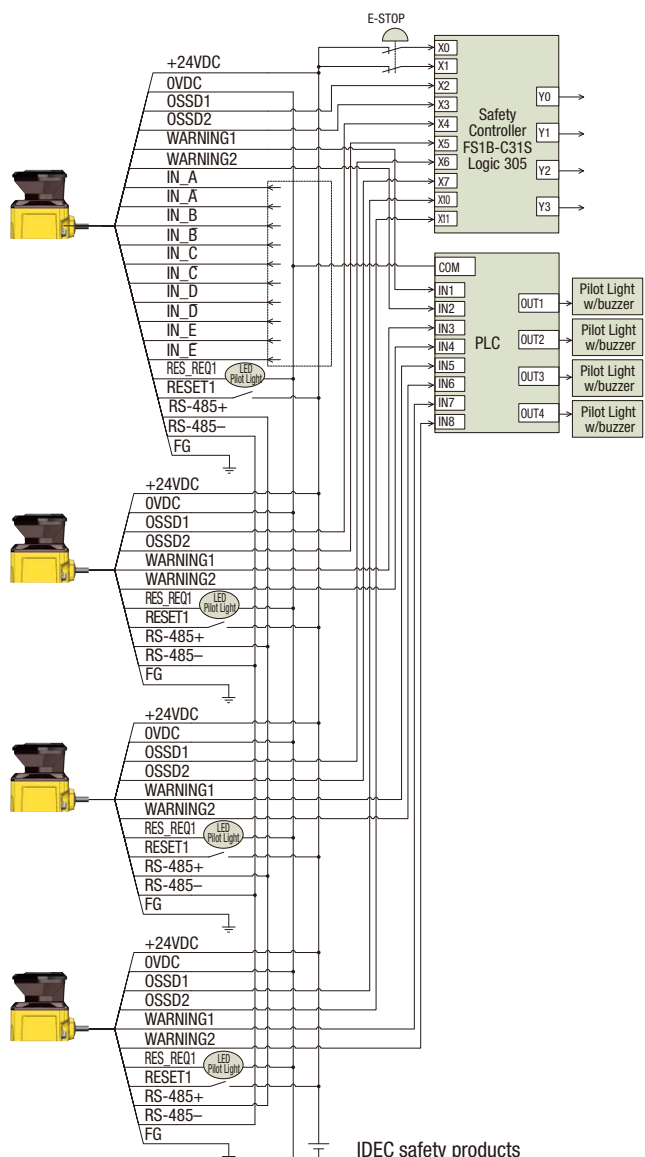 E-STOP
X0
X1
X2
X3
X4
X5
X6
X7
X10
X11
Safety
Controller
FS1B-C31S
Logic 305
Y0
Y1
Y2
Y3
COM
IN1
IN2
IN3
IN4
IN5
IN6
IN7
IN8
PLC
OUT1
OUT2
OUT3
OUT4
Pilot Light
w/buzzer
Pilot Light
w/buzzer
Pilot Light
w/buzzer
Pilot Light
w/buzzer
+24VDC
0VDC
OSSD1
OSSD2
WARNING1
WARNING2
IN_A
IN_A̅
IN_B
IN_B̅
IN_C
IN_C̅
IN_D
IN_D̅
IN_E
IN_E̅
RES_REQ1
LED
Pilot Light
RESET1
RS-485+
RS-485–
FG
+24VDC
0VDC
OSSD1
OSSD2
WARNING1
WARNING2
RES_REQ1
LED
Pilot Light
RESET1
RS-485+
RS-485–
FG
+24VDC
0VDC
OSSD1
OSSD2
WARNING1
WARNING2
RES_REQ1
LED
Pilot Light
RESET1
RS-485+
RS-485–
FG
+24VDC
0VDC
OSSD1
OSSD2
WARNING1
WARNING2
RES_REQ1
LED
Pilot Light
RESET1
RS-485+
RS-485–
FG
IDEC safety products